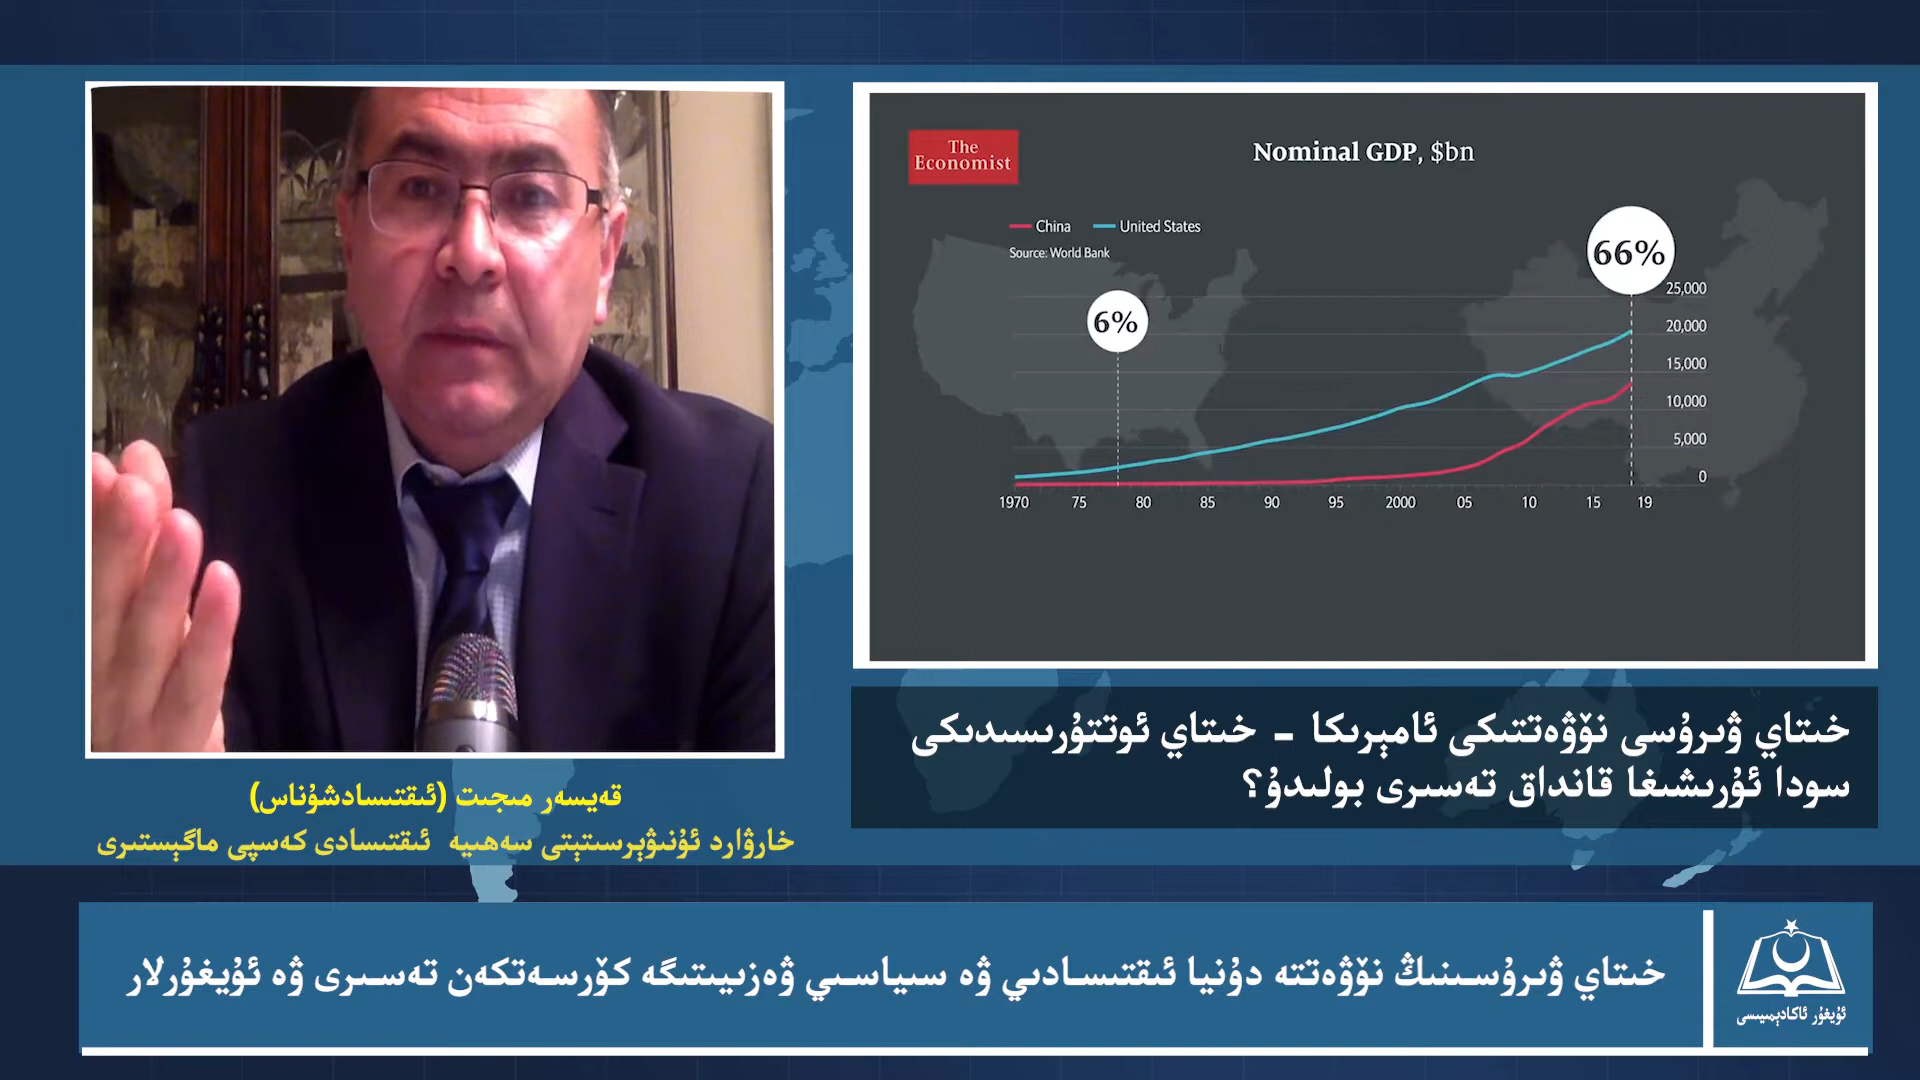 The
Economist
Nominal GDP, $bn
China
United States
Source: World Bank
6%
66%
25,000
20,000
15,000
10,000
5,000
0
1970 75 80 85 90 95 2000 05 10 15 19
خىتاي ۋىرۇسى نۆۋەتتىكى ئامېرىكا - خىتاي ئوتتۇرىسىدىكى
سودا ئۇرىشىغا قانداق تەسىرى بولىدۇ؟
قەيسەر مىجىت (ئىقتىسادشۇناس)
خارۋارد ئۇنىۋېرسىتېتى سەھىيە ئىقتىسادى كەسپى ماگېستىرى
خىتاي ۋىرۇسىنىڭ نۆۋەتتە دۇنيا ئىقتىسادىي ۋە سىياسىي ۋەزىيىتىگە كۆرسەتكەن تەسىرى ۋە ئۇيغۇرلار
ئۇيغۇر ئاكادېمىيىسى